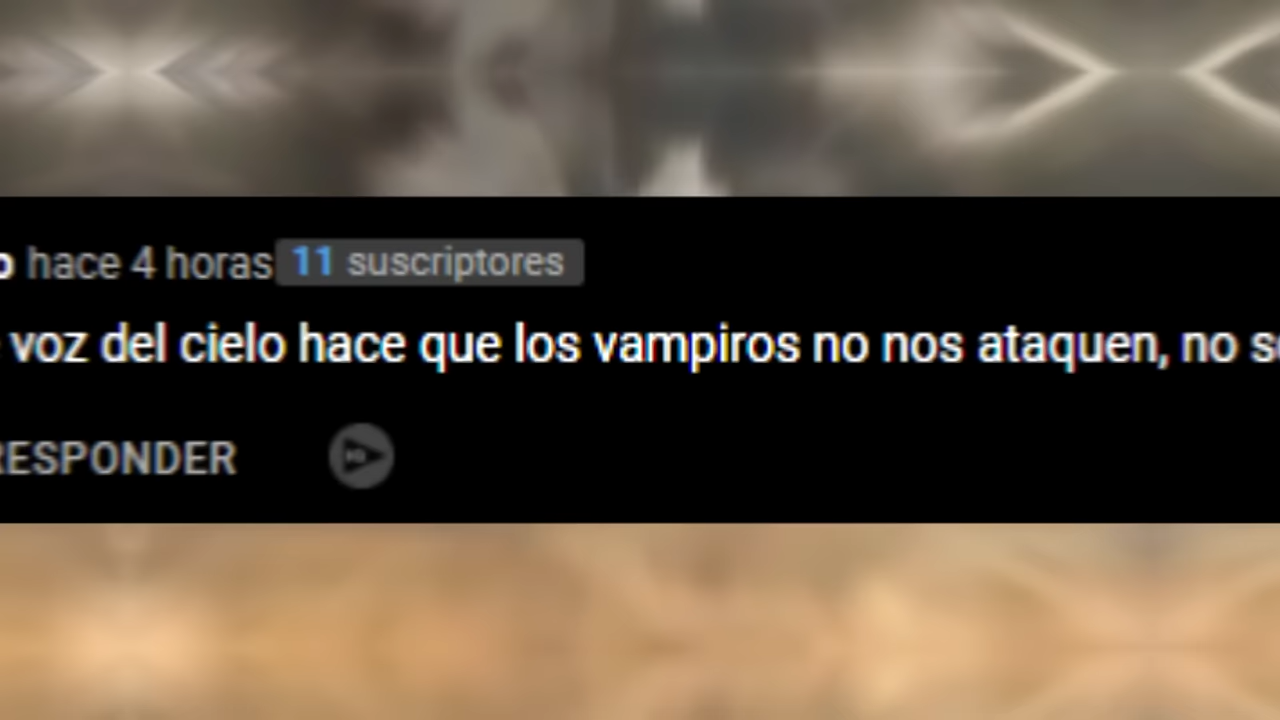 hace 4 horas 11 suscriptores
voz del cielo hace que los vampiros no nos ataquen, no
RESPONDER